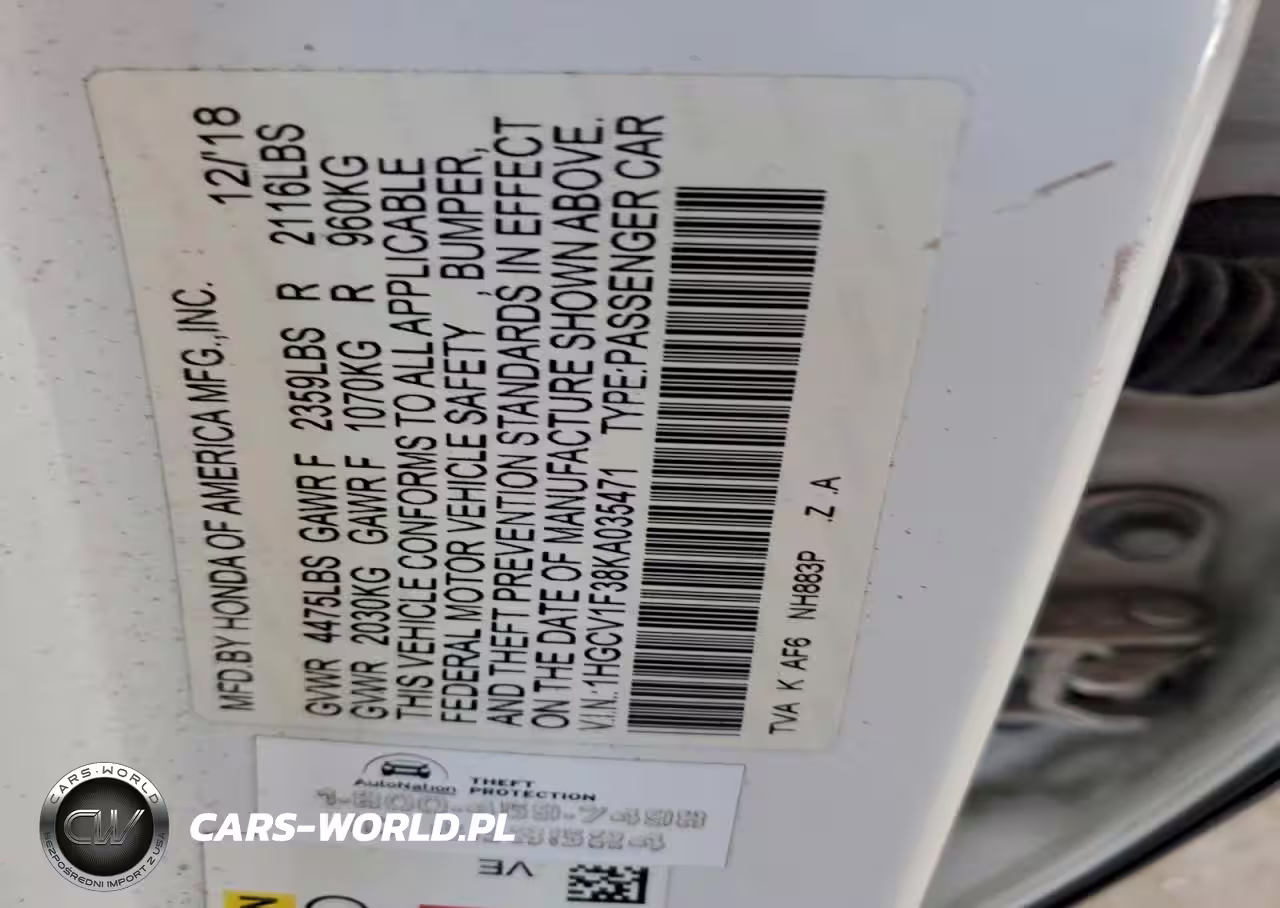 MFD.BY HONDA OF AMERICA MFG.,INC. 12/'18
GVWR 4475LBS GAWR F 2359LBS R 2116LBS
GVWR 2030KG GAWR F 1070KG R 960KG
THIS VEHICLE CONFORMS TO ALL APPLICABLE
FEDERAL MOTOR VEHICLE SAFETY , BUMPER,
AND THEFT PREVENTION STANDARDS IN EFFECT
ON THE DATE OF MANUFACTURE SHOWN ABOVE.
V.I.N.:1HGCV1F38KA035471 TYPE:PASSENGER CAR
TVA K AF6 NH883P .Z .A
AutoNation
THEFT
PROTECTION
VE
CARS-WORLD
CW
BEZPOŚREDNI IMPORT Z USA
CARS-WORLD.PL